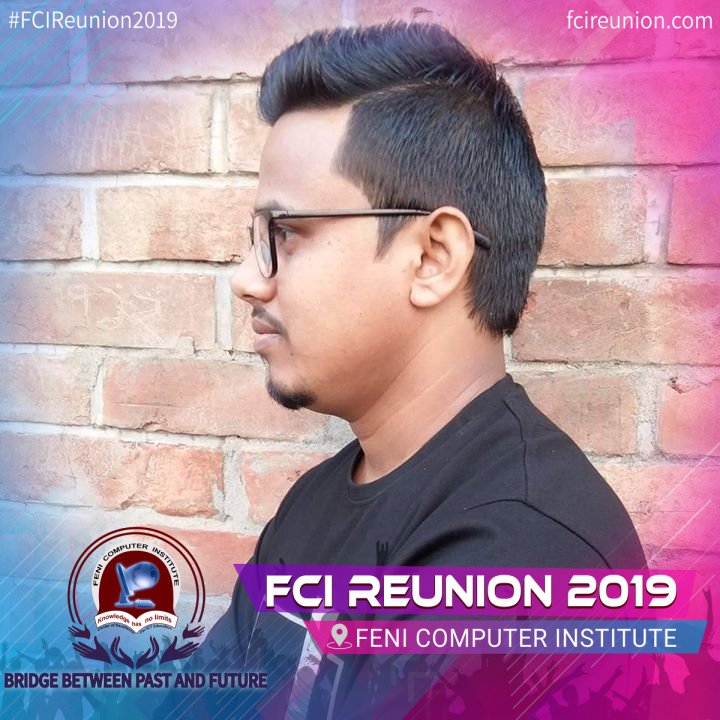 #FCIReunion2019
fcireunion.com
FENI COMPUTER INSTITUTE
Knowledge has no limits
FCI REUNION 2019
FENI COMPUTER INSTITUTE
BRIDGE BETWEEN PAST AND FUTURE